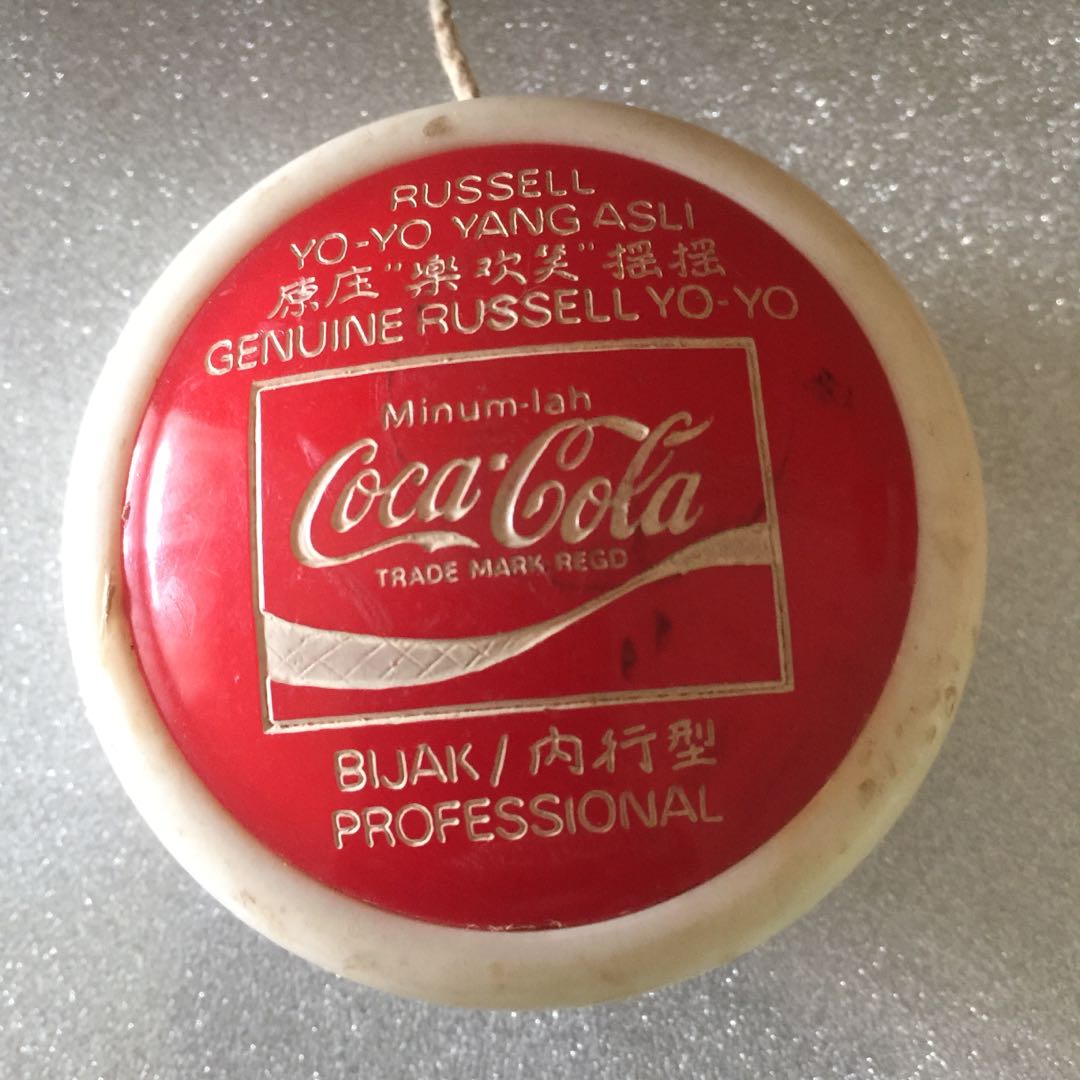 RUSSELL
YO-YO YANG ASLI
原庄"樂欢笑"摇摇
GENUINE RUSSELL YO-YO
Minum-lah
Coca-Cola
TRADE MARK REGD
BIJAK / 内行型
PROFESSIONAL